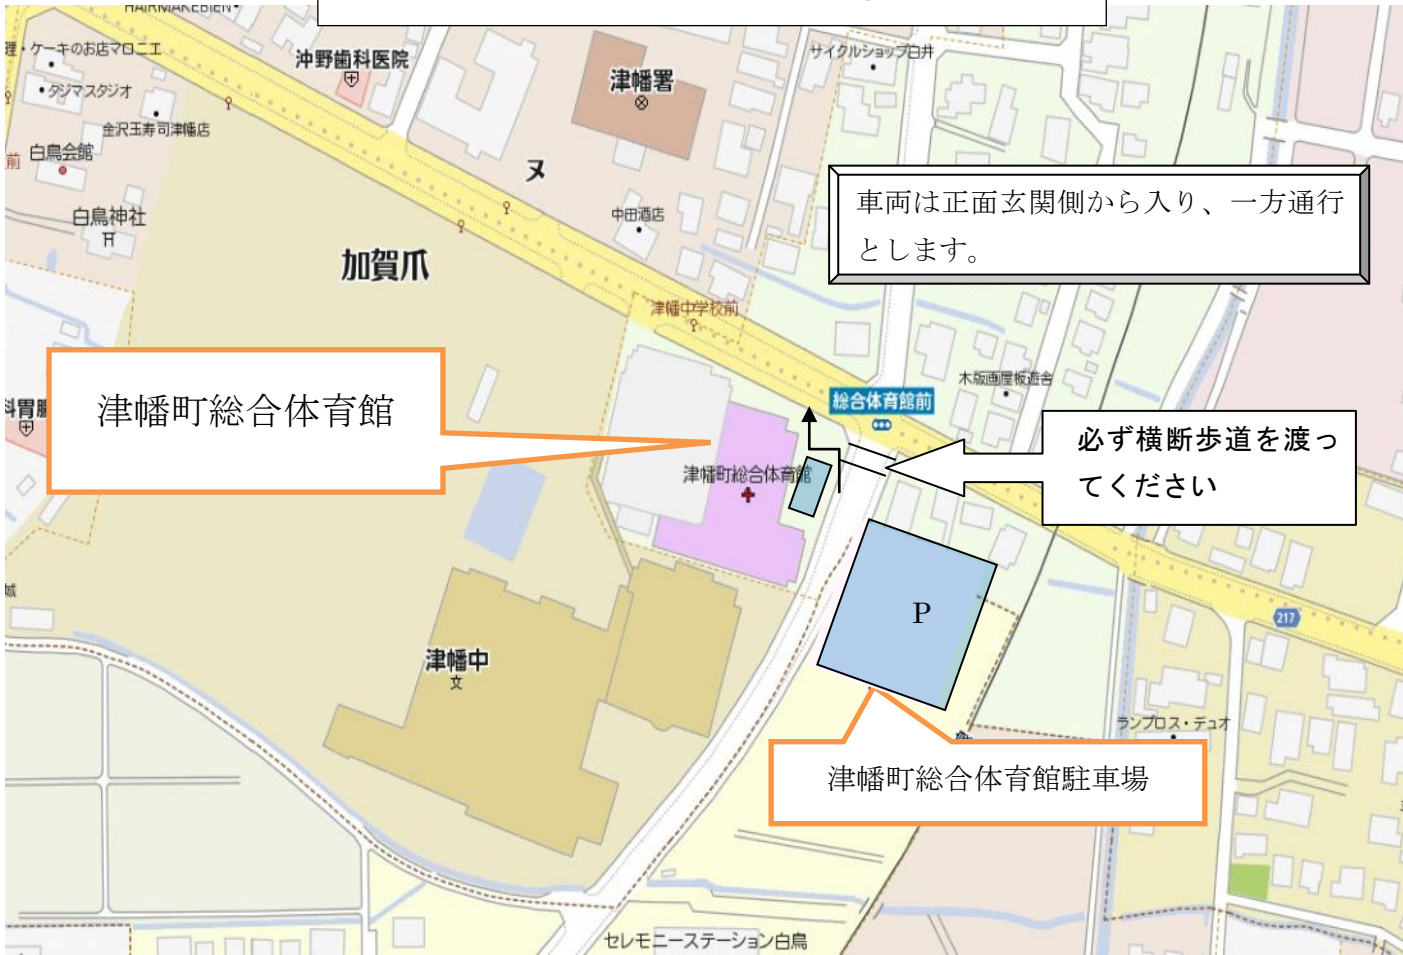 HAIRMAKEBIEN
理・ケーキのお店マロニエ
沖野歯科医院
サイクルショップ白井
タジマスタジオ
津幡署
金沢玉寿司津幡店
前
白鳥会館
ヌ
車両は正面玄関側から入り、一方通行
とします。
白鳥神社
中田酒店
加賀爪
津幡中学校前
木版画屋板遊舎
総合体育館前
津幡町総合体育館
必ず横断歩道を渡っ
てください
津幡町総合体育館
城
P
217
津幡中
文
ランプロス・デュオ
津幡町総合体育館駐車場
セレモニーステーション白鳥